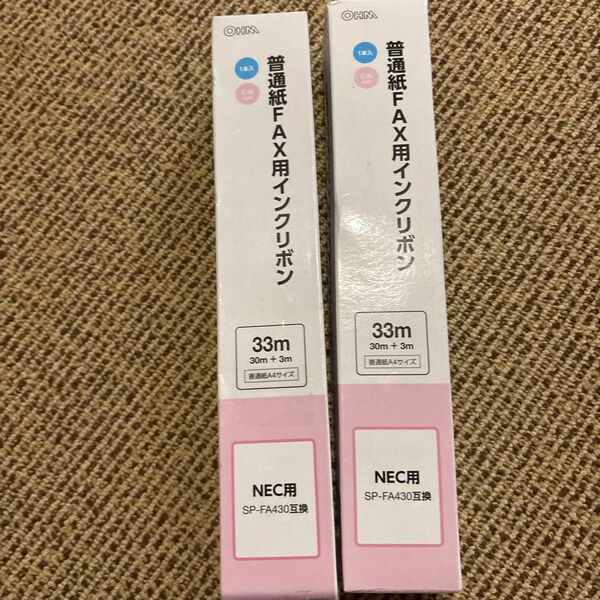 OHM
1本入
C-N
普通紙FAX用インクリボン
33m
30m + 3m
普通紙A4サイズ
NEC用
SP-FA430互換
OHM
1本入
C-N
普通紙FAX用インクリボン
33m
30m + 3m
普通紙A4サイズ
NEC用
SP-FA430互換